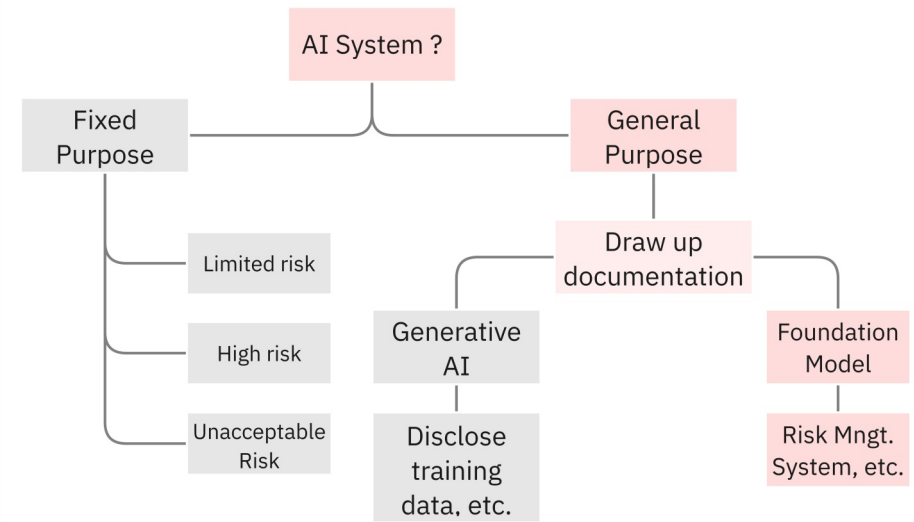 AI System ?
Fixed
Purpose
General
Purpose
Draw up
documentation
Limited risk
High risk
Unacceptable
Risk
Generative
AI
Disclose
training
data, etc.
Foundation
Model
Risk Mngt.
System, etc.